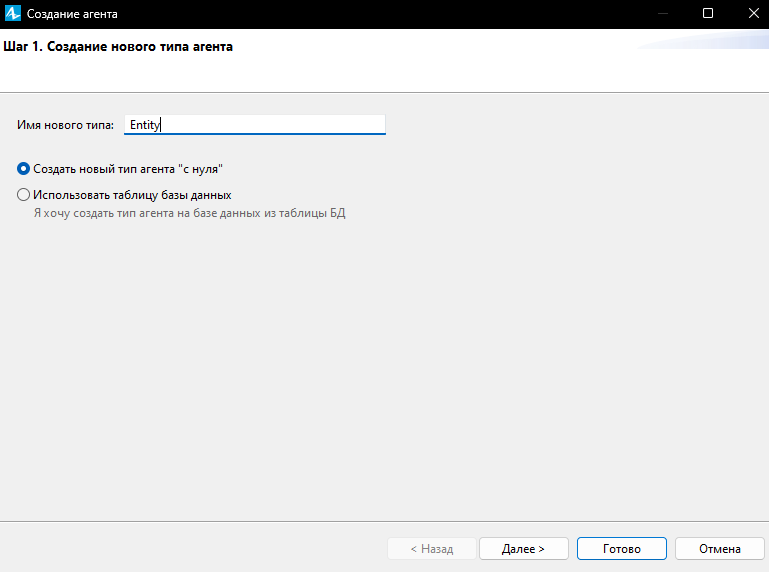 Создание агента
Шаг 1. Создание нового типа агента
Имя нового типа: Entity
Создать новый тип агента "с нуля"
Использовать таблицу базы данных
Я хочу создать тип агента на базе данных из таблицы БД
< Назад Далее > Готово Отмена